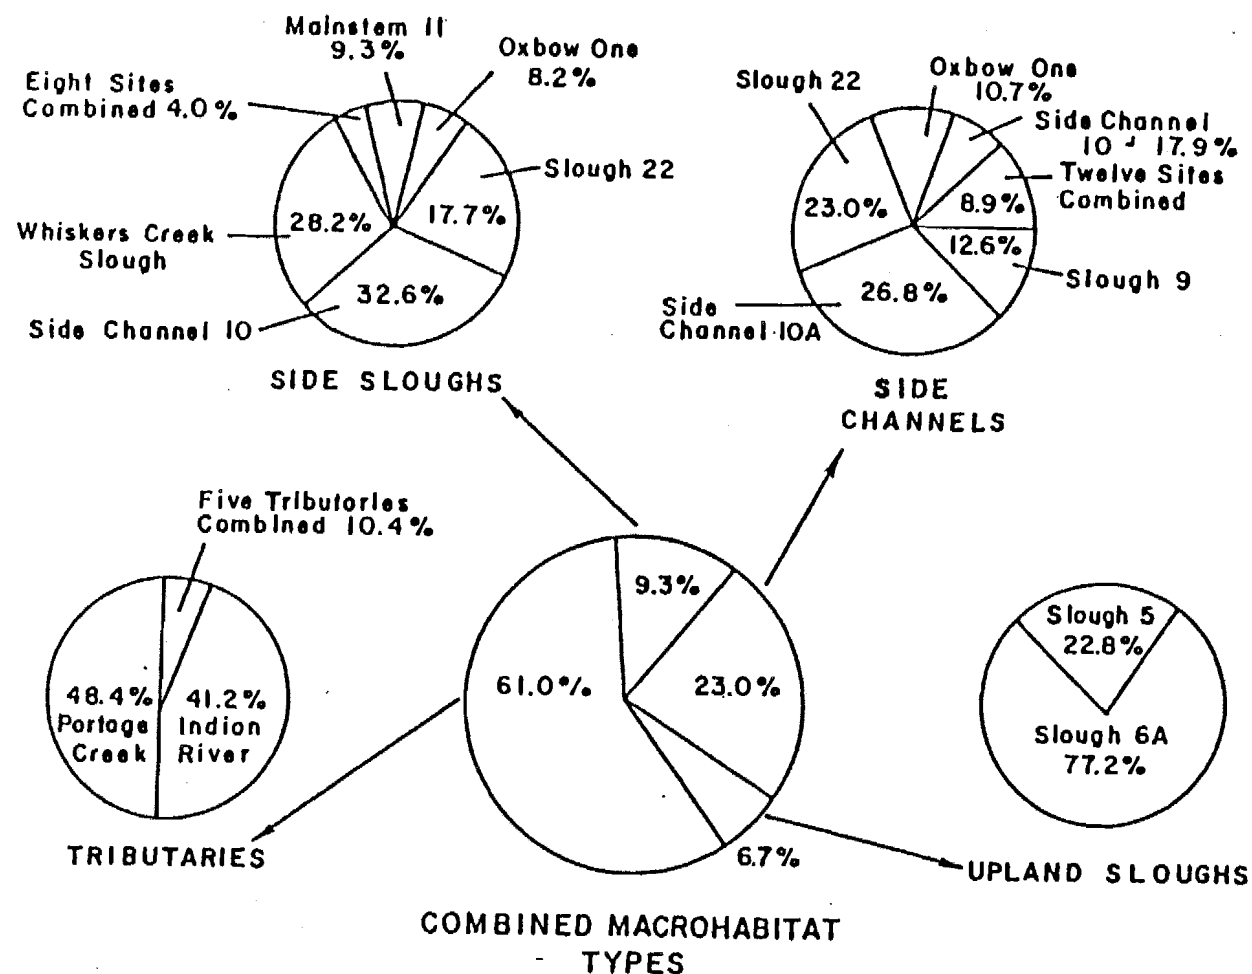 Mainstem II
9.3%
Oxbow One
8.2%
Eight Sites
Combined 4.0%
Slough 22
17.7%
28.2%
Whiskers Creek
Slough
32.6%
Side Channel 10
SIDE SLOUGHS
Slough 22
Oxbow One
10.7%
Side Channel
10 17.9%
Twelve Sites
Combined
8.9%
23.0%
12.6%
Slough 9
26.8%
Side
Channel 10A
SIDE
CHANNELS
Five Tributaries
Combined 10.4%
48.4%
Portage
Creek
41.2%
Indian
River
TRIBUTARIES
9.3%
61.0%
23.0%
6.7%
Slough 5
22.8%
Slough 6A
77.2%
UPLAND SLOUGHS
COMBINED MACROHABITAT
TYPES